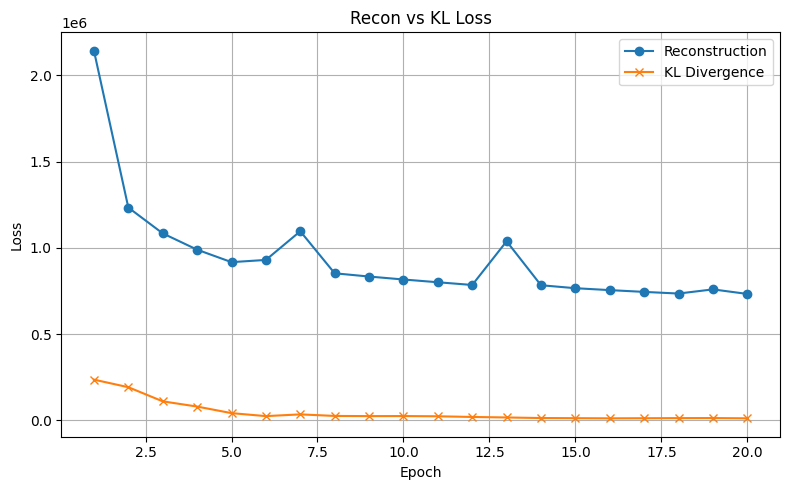 Recon vs KL Loss
1e6
Reconstruction
KL Divergence
2.0
1.5
1.0
0.5
0.0
Loss
2.5 5.0 7.5 10.0 12.5 15.0 17.5 20.0
Epoch